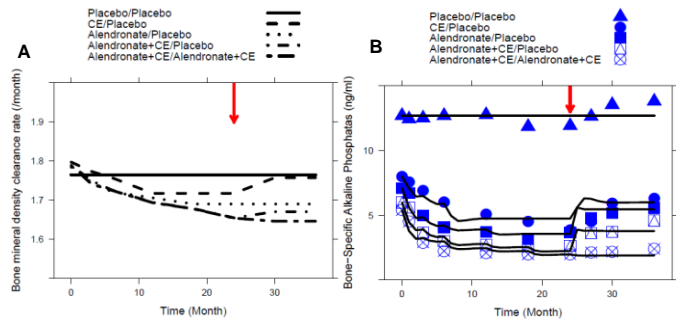 Placebo/Placebo
CE/Placebo
Alendronate/Placebo
Alendronate+CE/Placebo
Alendronate+CE/Alendronate+CE
A
Bone mineral density clearance rate (/month)
1.9
1.8
1.7
1.6
0
10
20
30
Time (Month)
Placebo/Placebo
CE/Placebo
Alendronate/Placebo
Alendronate+CE/Placebo
Alendronate+CE/Alendronate+CE
B
Bone-Specific Alkaline Phosphatas (ng/ml)
10
5
0
10
20
30
Time (Month)